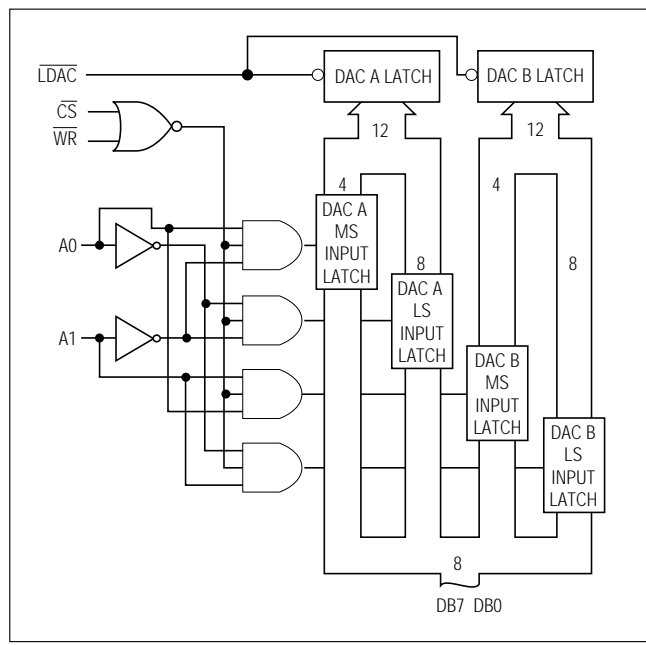 LDAC
DAC A LATCH
DAC B LATCH
CS
WR
12
12
4
4
DAC A
MS
INPUT
LATCH
A0
8
8
DAC A
LS
INPUT
LATCH
A1
DAC B
MS
INPUT
LATCH
DAC B
LS
INPUT
LATCH
8
DB7 DB0